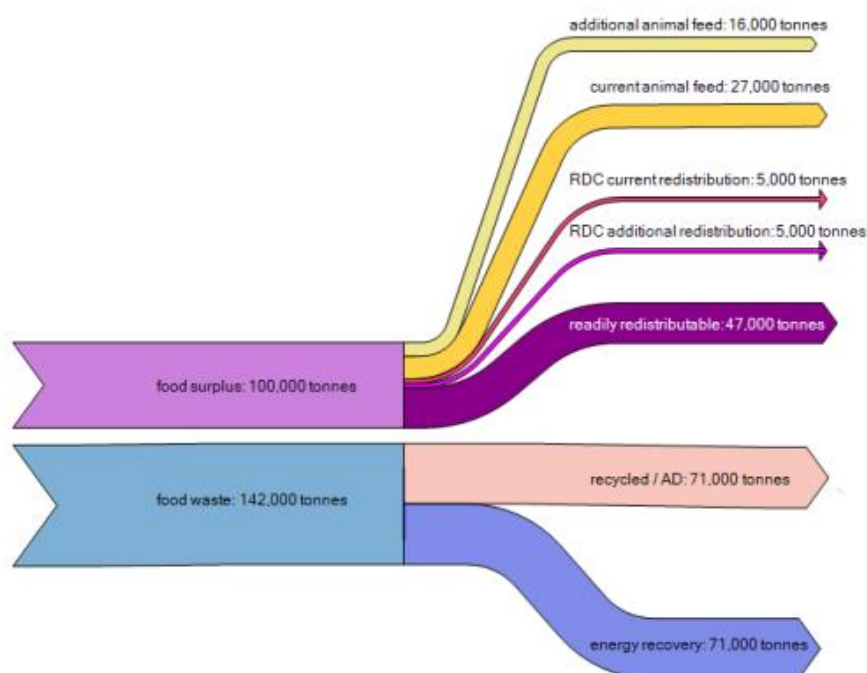 additional animal feed: 16,000 tonnes
current animal feed: 27,000 tonnes
RDC current redistribution: 5,000 tonnes
RDC additional redistribution: 5,000 tonnes
readily redistributable: 47,000 tonnes
food surplus: 100,000 tonnes
recycled / AD: 71,000 tonnes
food waste: 142,000 tonnes
energy recovery: 71,000 tonnes